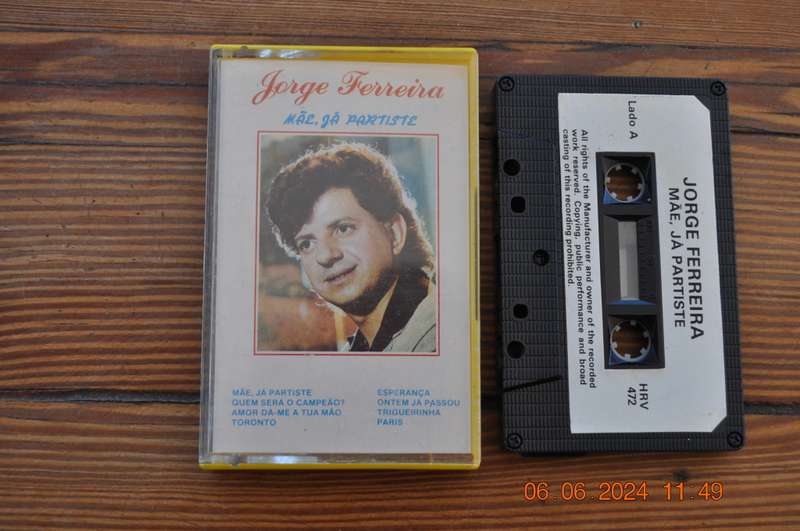 Jorge Ferreira
MÃE, JÁ PARTISTE
MÃE, JÁ PARTISTE
QUEM SERÁ O CAMPEÃO?
AMOR DÁ-ME A TUA MÃO
TORONTO
ESPERANÇA
ONTEM JÁ PASSOU
TRIGUEIRINHA
PARIS
JORGE FERREIRA
MÃE, JÁ PARTISTE
Lado A
HRV
472
All rights of the Manufacturer and owner of the recorded
work reserved. Copying, public performance and broad
casting of this recording prohibited.
06.06.2024 11:49